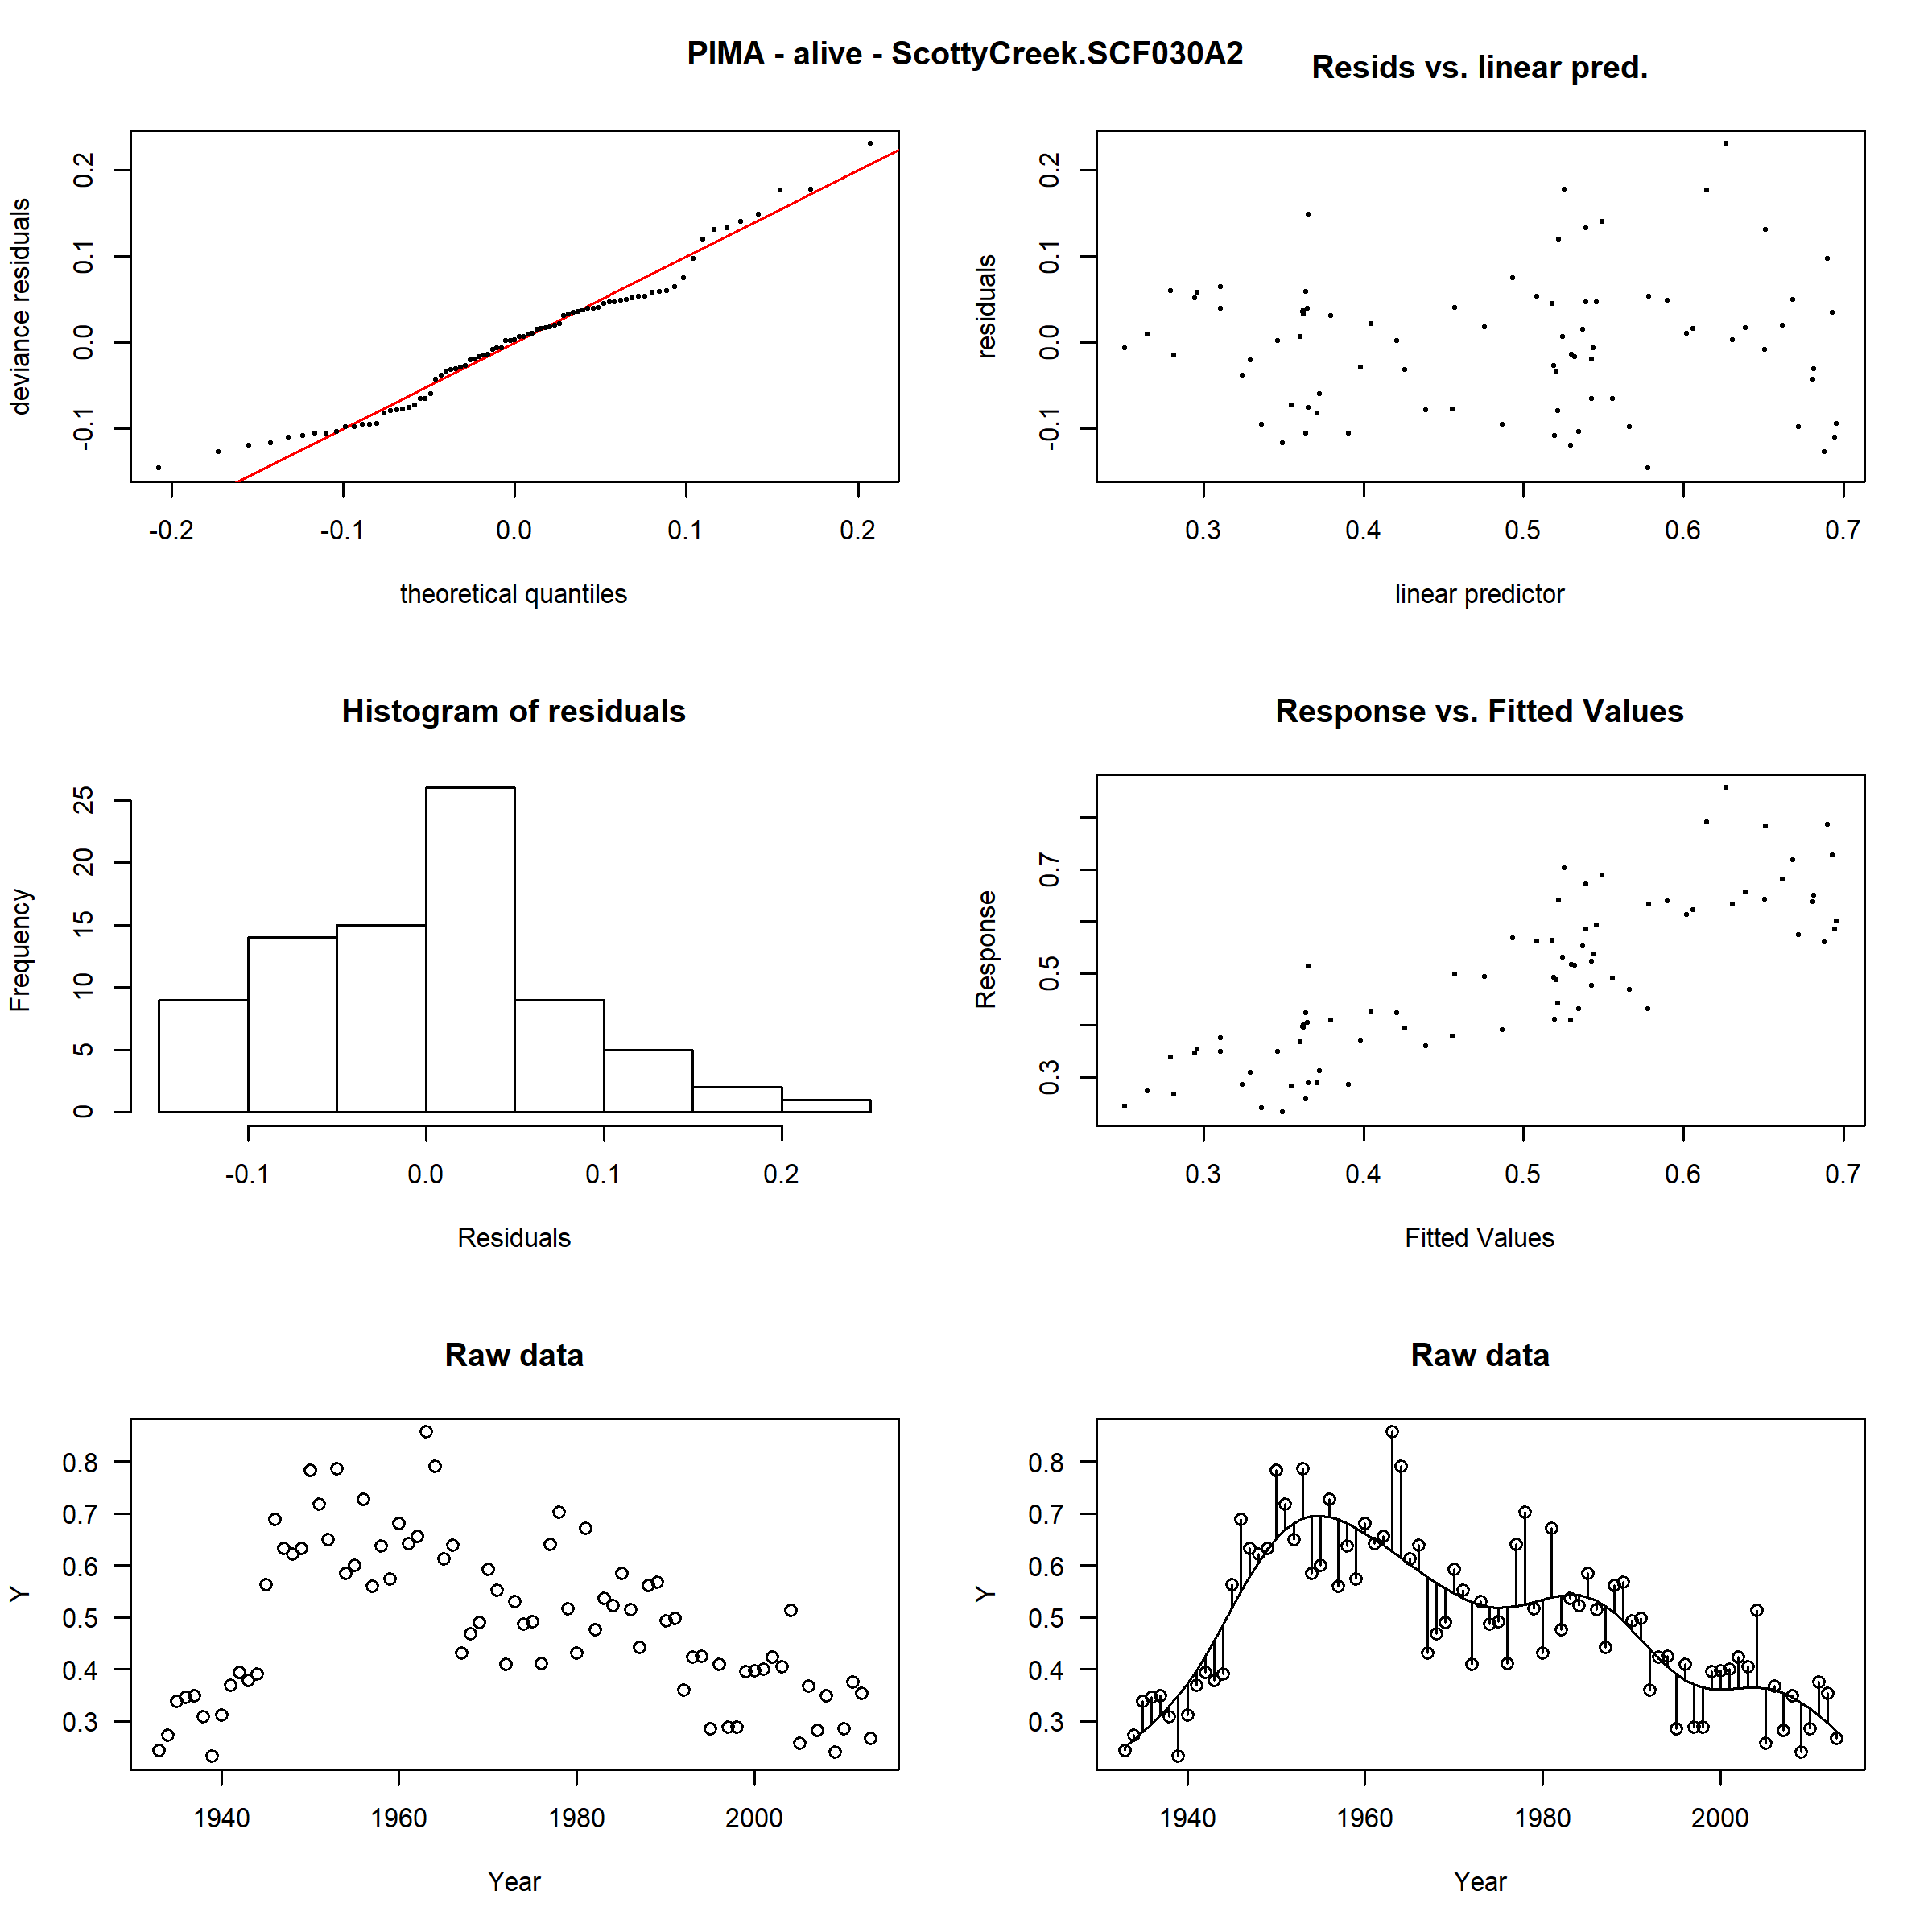 PIMA - alive - ScottyCreek.SCF030A2
Resids vs. linear pred.
deviance residuals
0.2
0.1
0.0
-0.1
-0.2 -0.1 0.0 0.1 0.2
theoretical quantiles
residuals
0.2
0.1
0.0
-0.1
0.3 0.4 0.5 0.6 0.7
linear predictor
Histogram of residuals
Frequency
25
20
15
10
5
0
-0.1 0.0 0.1 0.2
Residuals
Response vs. Fitted Values
Response
0.7
0.5
0.3
0.3 0.4 0.5 0.6 0.7
Fitted Values
Raw data
Y
0.8
0.7
0.6
0.5
0.4
0.3
1940 1960 1980 2000
Year
Raw data
Y
0.8
0.7
0.6
0.5
0.4
0.3
1940 1960 1980 2000
Year